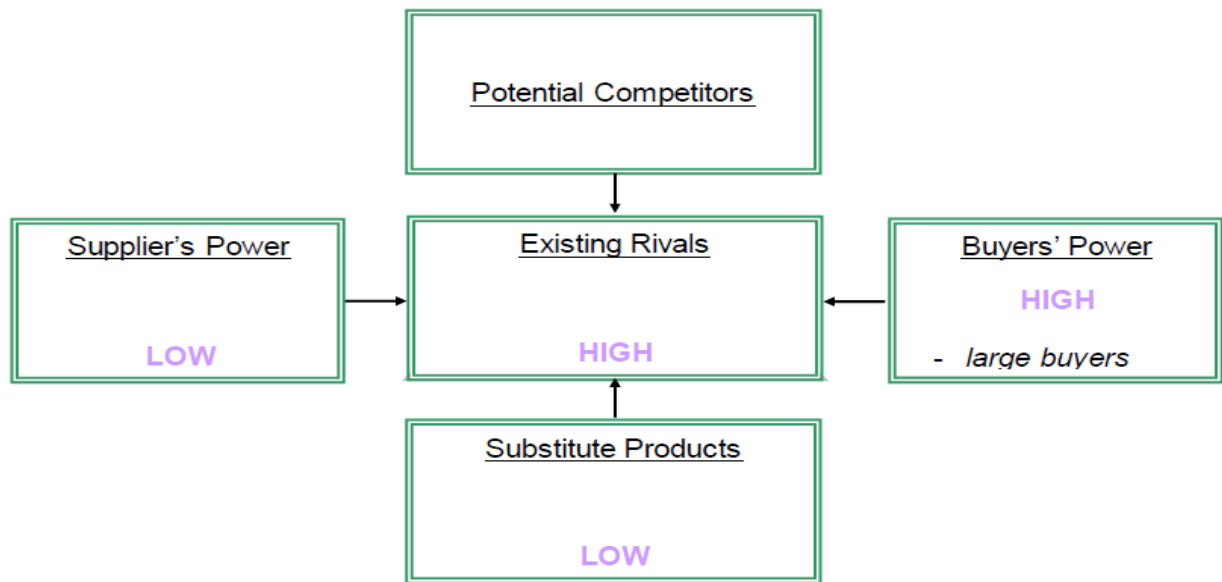 Potential Competitors
Supplier's Power
LOW
Existing Rivals
HIGH
Buyers' Power
HIGH
- large buyers
Substitute Products
LOW